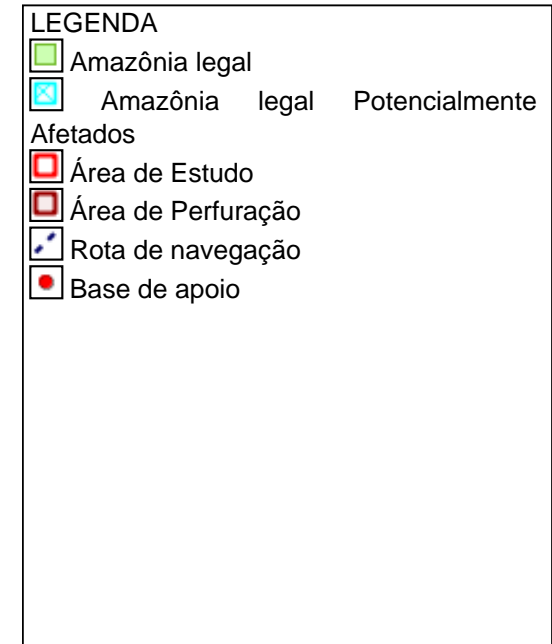 LEGENDA
Amazônia legal
Amazônia legal Potencialmente
Afetados
Área de Estudo
Área de Perfuração
Rota de navegação
Base de apoio